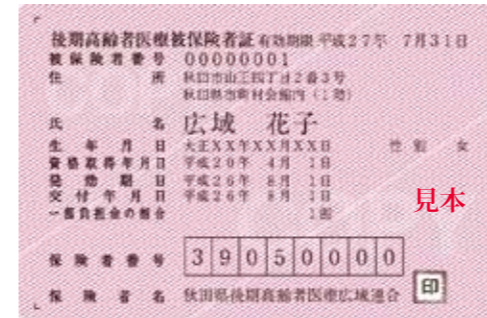 後期高齢者医療被保険者証 有効期限 平成27年 7月31日
被保険者番号 00000001
住所 秋田市山王四丁目2番3号
秋田県市町村会館内(1階)
氏名 広域 花子
生年月日 大正XX年XX月XX日 性別 女
資格取得年月日 平成20年 4月 1日
発効期日 平成26年 8月 1日
交付年月日 平成26年 8月 1日
一部負担金の割合 1割
見本
保険者番号 39050000
保険者名 秋田県後期高齢者医療広域連合 印